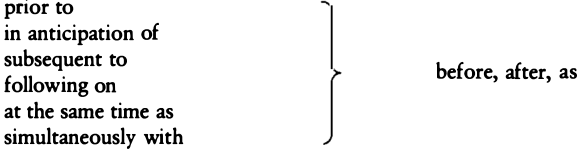 prior to
in anticipation of
subsequent to
following on
before, after, as
at the same time as
simultaneously with